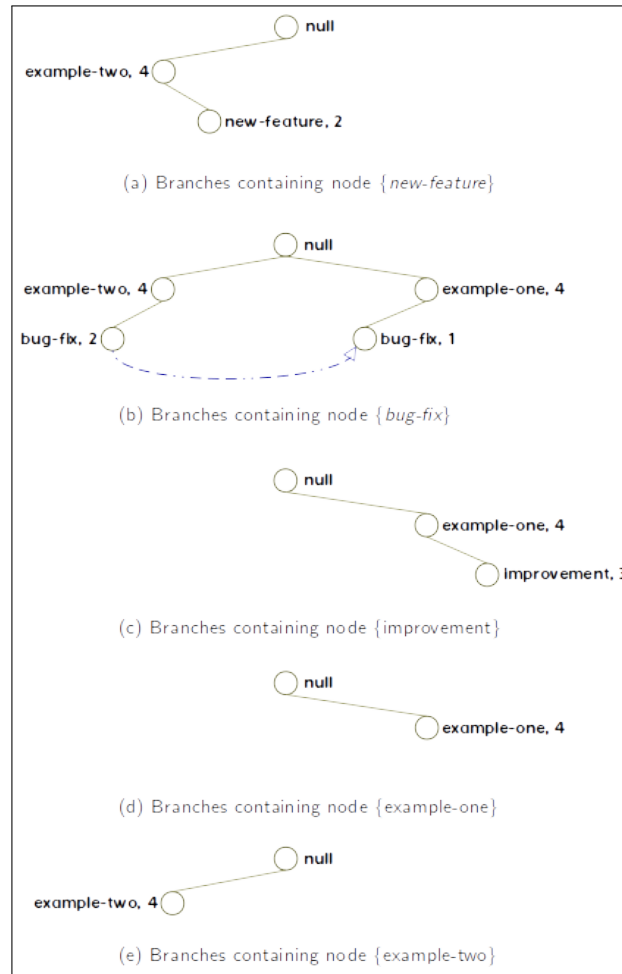 null
example-two, 4
new-feature, 2
(a) Branches containing node {new-feature}
null
example-two, 4 example-one, 4
bug-fix, 2 bug-fix, 1
(b) Branches containing node {bug-fix}
null
example-one, 4
improvement,
(c) Branches containing node {improvement}
null
example-one, 4
(d) Branches containing node {example-one}
null
example-two, 4
(e) Branches containing node {example-two}